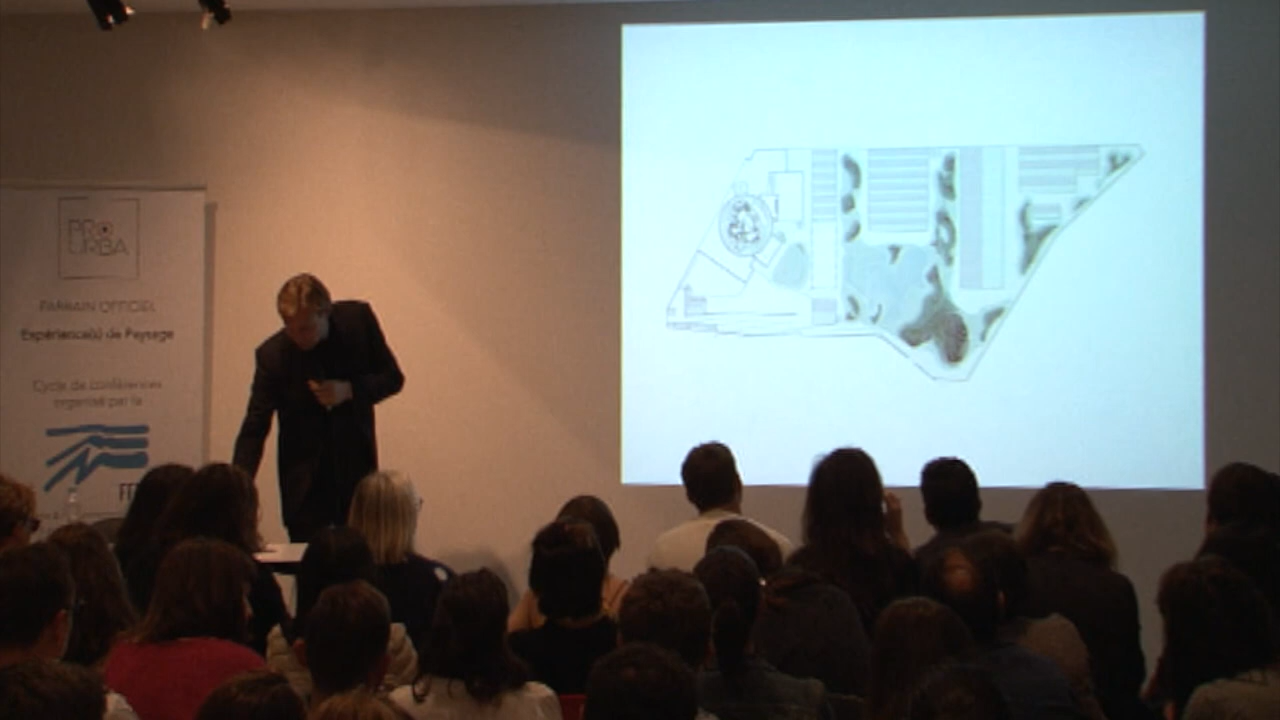 PRO
URBA
PARRAIN OFFICIEL
Expérience(s) de Paysage
Cycle de conférences
organisé par la